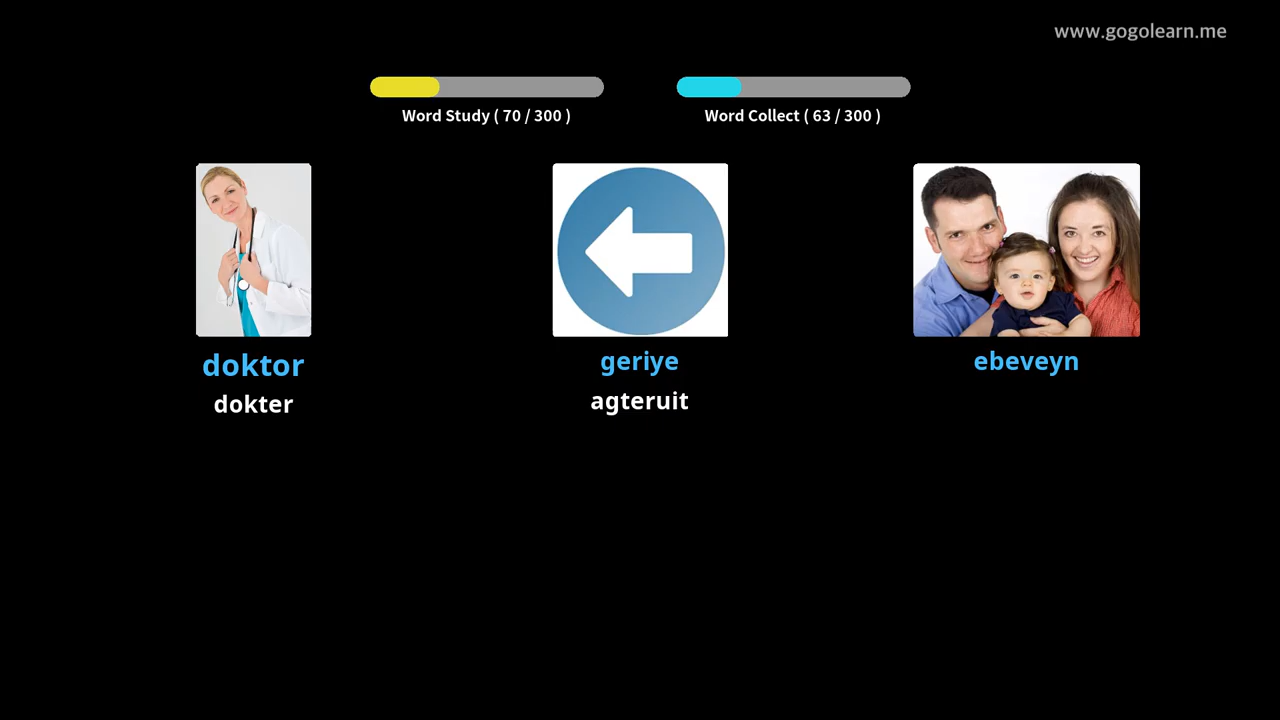 www.gogolearn.me
Word Study ( 70 / 300 )
Word Collect ( 63 / 300 )
doktor
dokter
geriye
agteruit
ebeveyn